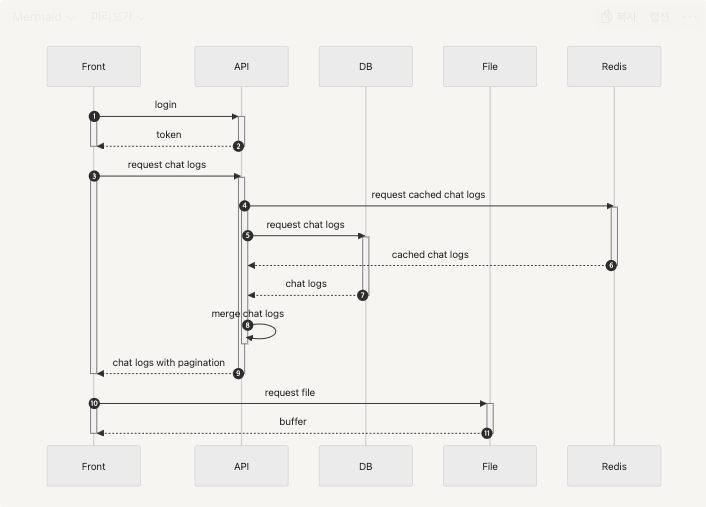 Mermaid
미리보기
복사
캡션
Front
API
DB
File
Redis
login
1
token
2
request chat logs
3
request cached chat logs
4
request chat logs
5
cached chat logs
6
chat logs
7
merge chat logs
8
chat logs with pagination
9
request file
10
buffer
11
Front
API
DB
File
Redis